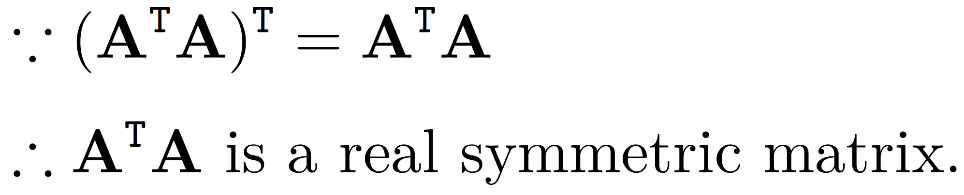 ∵ (𝐀ᵀ𝐀)ᵀ = 𝐀ᵀ𝐀
∴ 𝐀ᵀ𝐀 is a real symmetric matrix.